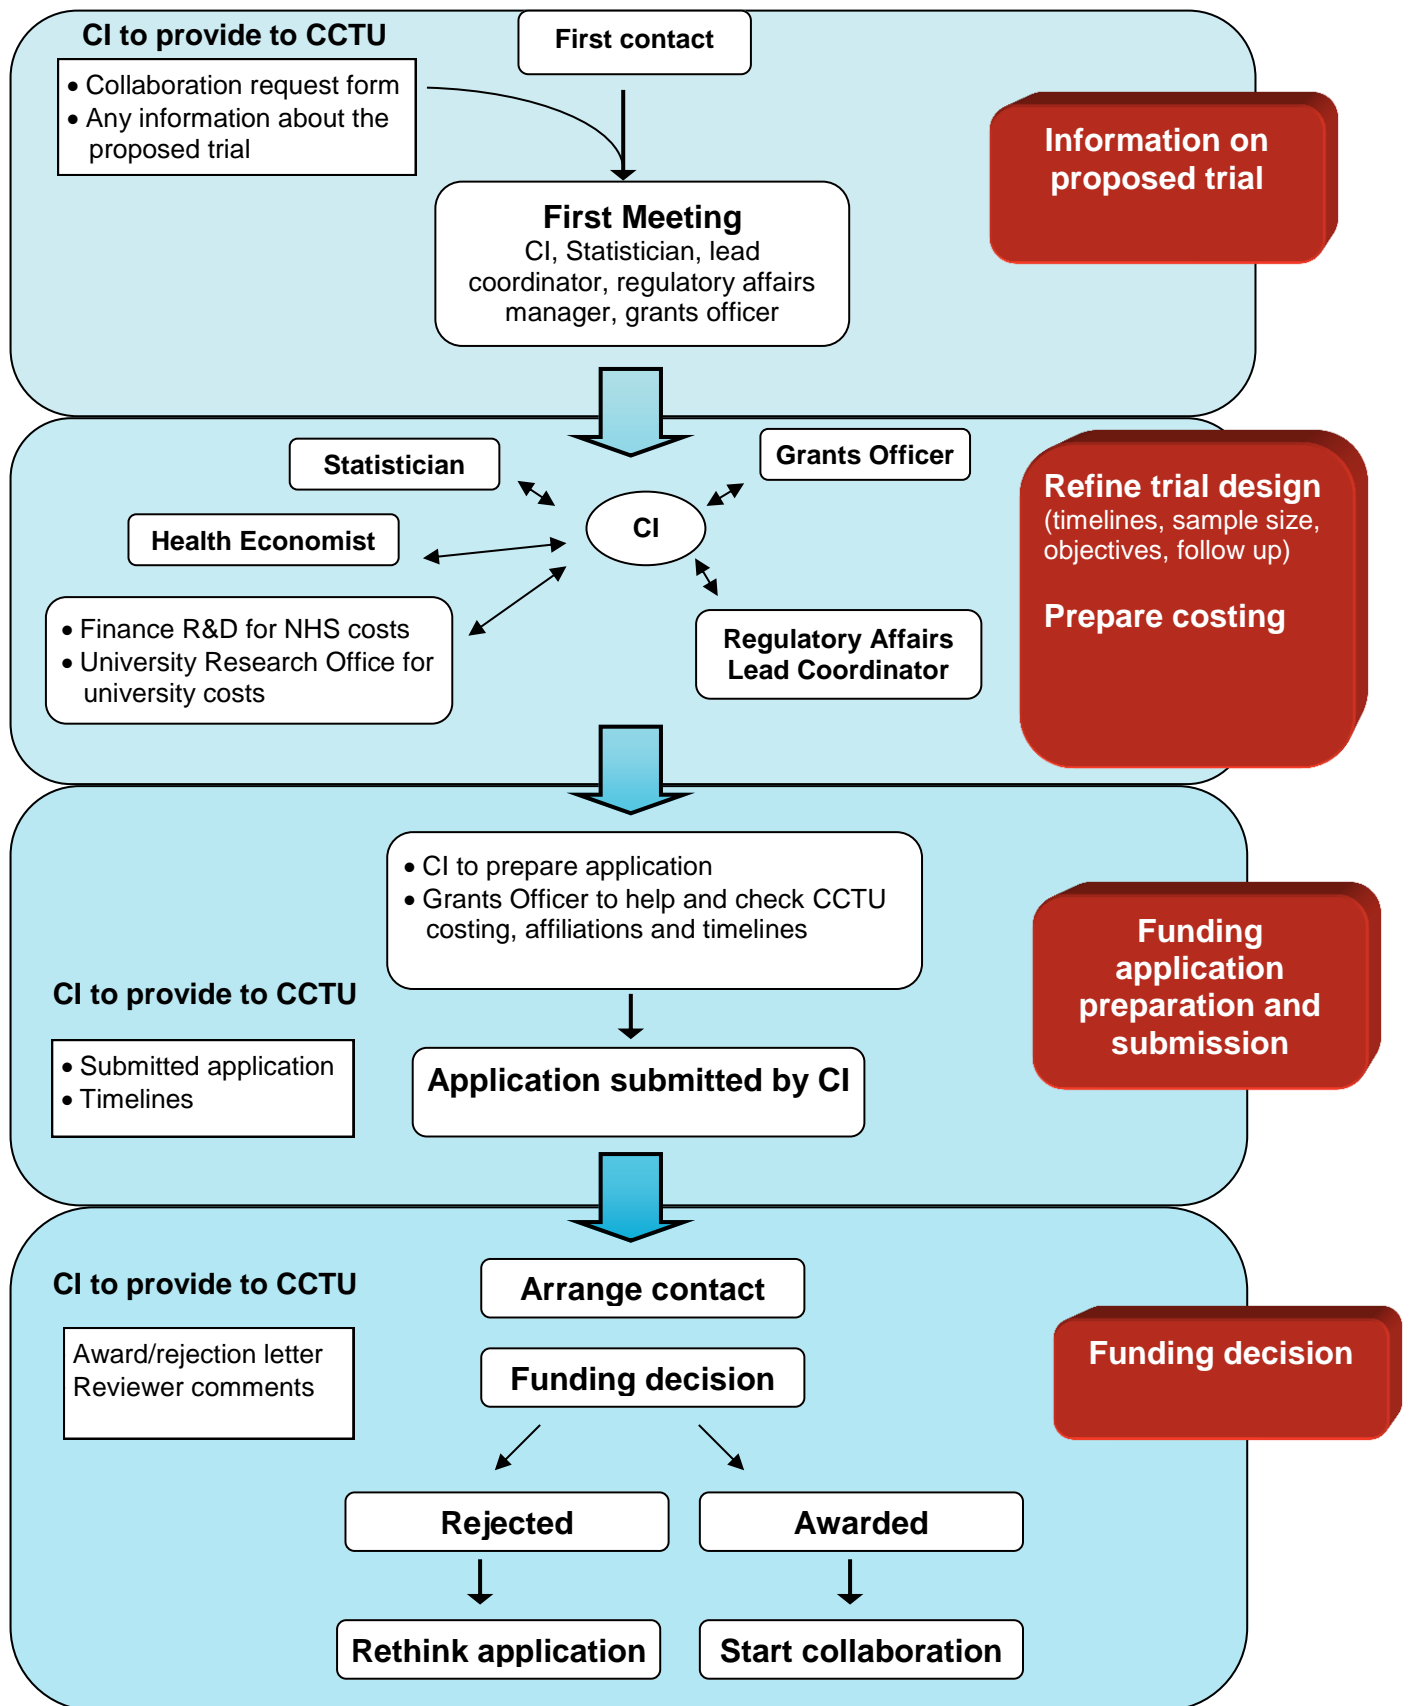 CI to provide to CCTU
First contact
• Collaboration request form
• Any information about the
proposed trial
Information on
proposed trial
First Meeting
CI, Statistician, lead
coordinator, regulatory affairs
manager, grants officer
Statistician
Grants Officer
CI
Health Economist
• Finance R&D for NHS costs
• University Research Office for
university costs
Regulatory Affairs
Lead Coordinator
Refine trial design
(timelines, sample size,
objectives, follow up)
Prepare costing
• CI to prepare application
• Grants Officer to help and check CCTU
costing, affiliations and timelines
CI to provide to CCTU
• Submitted application
• Timelines
Application submitted by CI
Funding
application
preparation and
submission
CI to provide to CCTU
Award/rejection letter
Reviewer comments
Arrange contact
Funding decision
Funding decision
Rejected
Awarded
Rethink application
Start collaboration